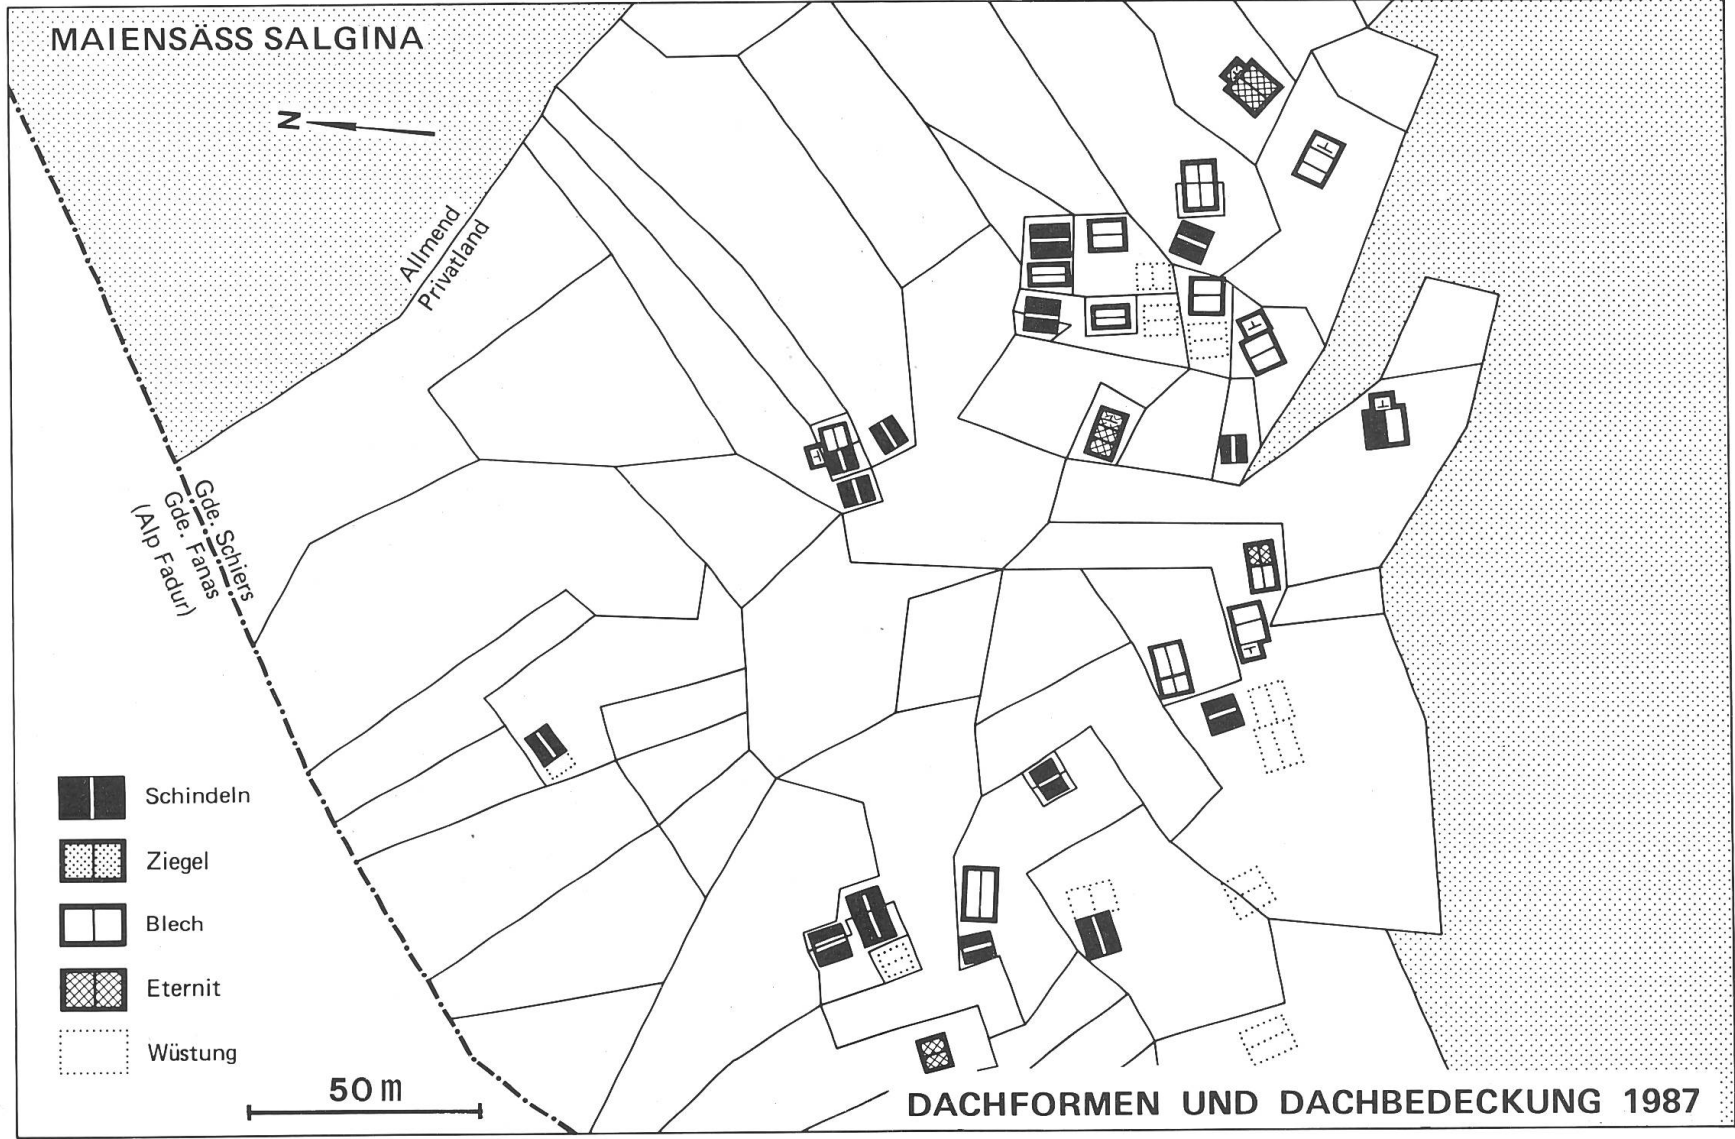 MAIENSÄSS SALGINA
N
Allmend
Privatland
Gde. Schiers
Gde. Fanas
(Alp Fadur)
Schindeln
Ziegel
Blech
Eternit
Wüstung
50 m
DACHFORMEN UND DACHBEDECKUNG 1987